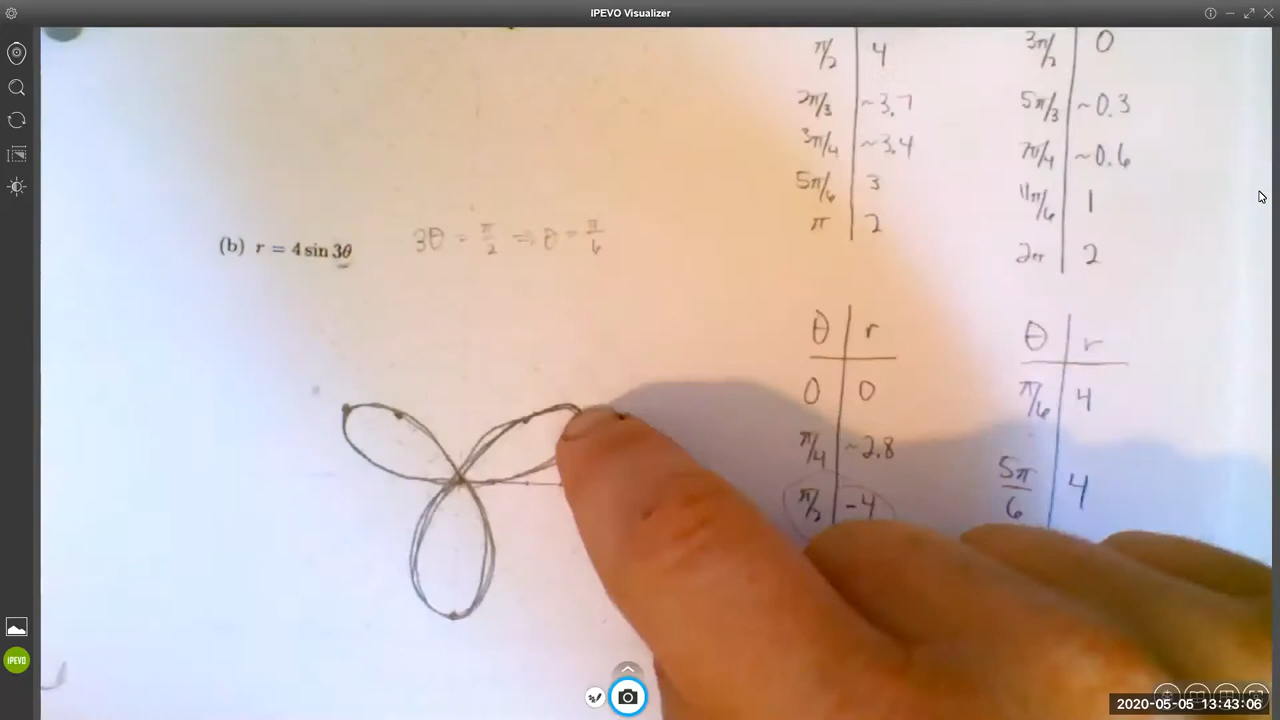 IPEVO Visualizer
π/2 4
2π/3 ~3.7
3π/4 ~3.4
5π/6 3
π 2
3π/2 0
5π/3 ~0.3
7π/4 ~0.6
11π/6 1
2π 2
(b) r = 4 sin 3θ
3θ = π/2 ⇒ θ = π/6
θ r
0 0
π/4 ~2.8
π/2 -4
θ r
π/6 4
5π/6 4
IPEVO
2020-05-05 13:43:06